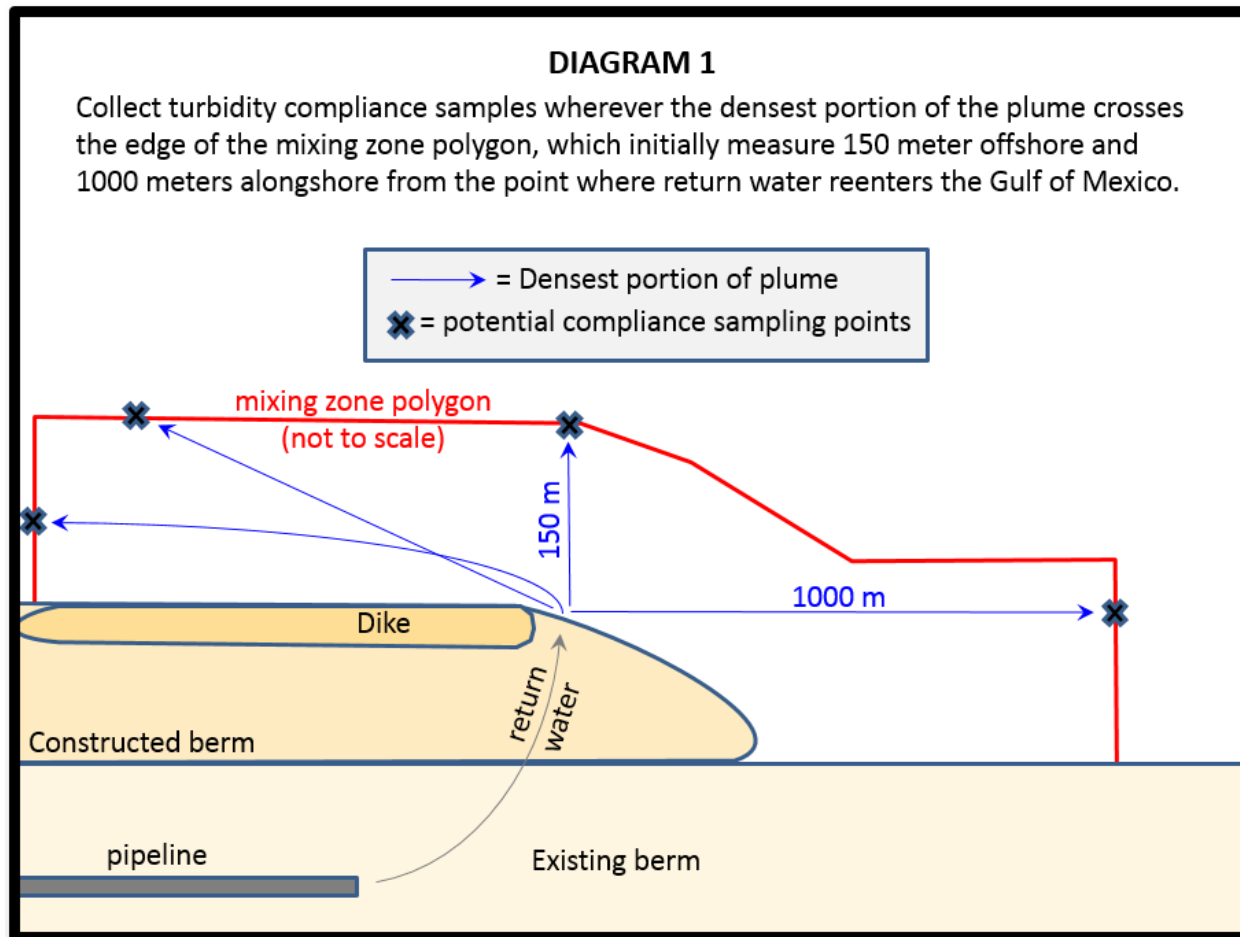 DIAGRAM 1
Collect turbidity compliance samples wherever the densest portion of the plume crosses
the edge of the mixing zone polygon, which initially measure 150 meter offshore and
1000 meters alongshore from the point where return water reenters the Gulf of Mexico.
= Densest portion of plume
= potential compliance sampling points
mixing zone polygon
(not to scale)
150 m
1000 m
Dike
return
water
Constructed berm
pipeline
Existing berm